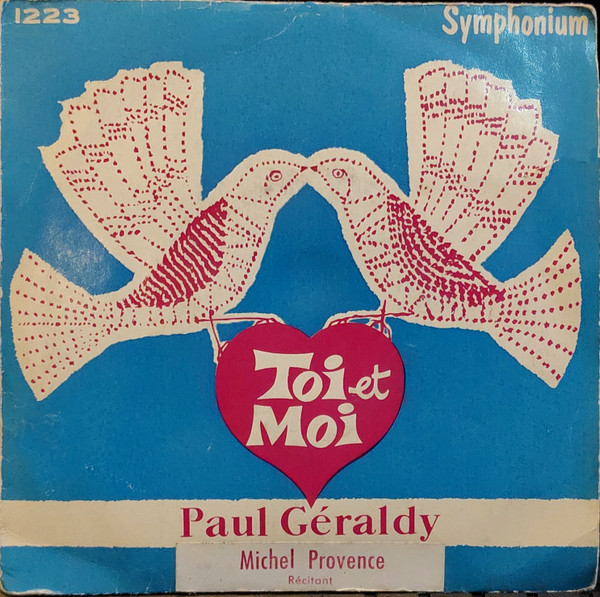 1223
Symphonium
Toi et
Moi
Paul Géraldy
Michel Provence
Récitant